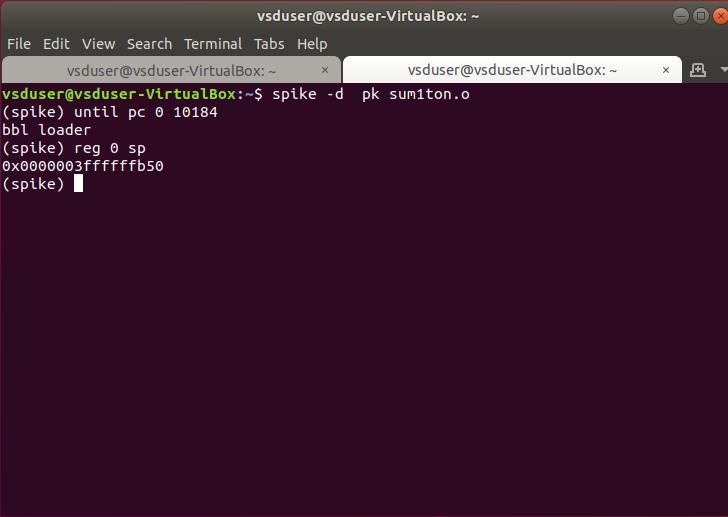 vsduser@vsduser-VirtualBox: ~
File Edit View Search Terminal Tabs Help
vsduser@vsduser-VirtualBox: ~ × vsduser@vsduser-VirtualBox: ~ ×
vsduser@vsduser-VirtualBox:~$ spike -d  pk sum1ton.o
(spike) until pc 0 10184
bbl loader
(spike) reg 0 sp
0x0000003ffffffb50
(spike)